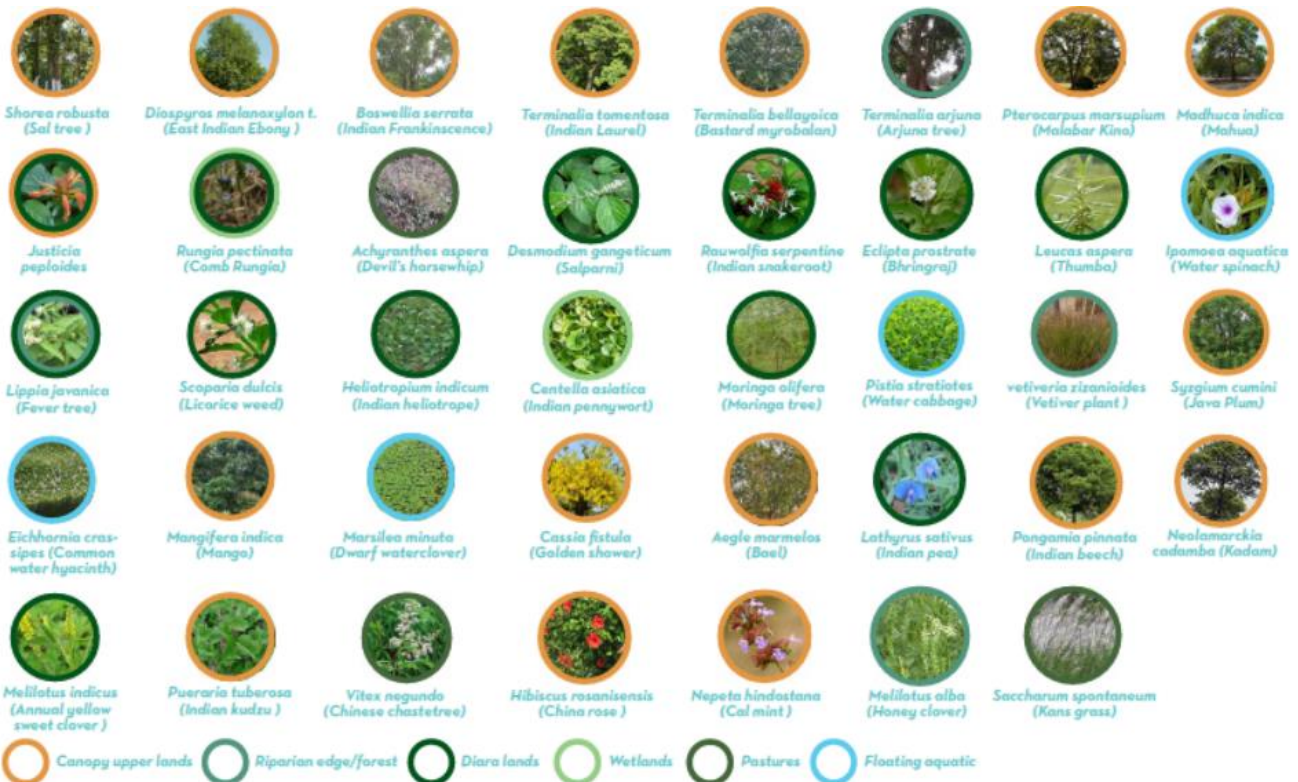 Shorea robusta
(Sal tree )
Diospyros melanoxylon t.
(East Indian Ebony )
Boswellia serrata
(Indian Frankinscence)
Terminalia tomentosa
(Indian Laurel)
Terminalia bellayoica
(Bastard myrobalan)
Terminalia arjuna
(Arjuna tree)
Pterocarpus marsupium
(Malabar Kino)
Madhuca indica
(Mahua)
Justicia
peploides
Rungia pectinata
(Comb Rungia)
Achyranthes aspera
(Devil's horsewhip)
Desmodium gangeticum
(Salparni)
Rauwolfia serpentine
(Indian snakeroot)
Eclipta prostrate
(Bhringraj)
Leucas aspera
(Thumba)
Ipomoea aquatica
(Water spinach)
Lippia javanica
(Fever tree)
Scoparia dulcis
(Licorice weed)
Heliotropium indicum
(Indian heliotrope)
Centella asiatica
(Indian pennywort)
Moringa olifera
(Moringa tree)
Pistia stratiotes
(Water cabbage)
vetiveria zizanioides
(Vetiver plant )
Syzgium cumini
(Java Plum)
Eichhornia cras-
sipes (Common
water hyacinth)
Mangifera indica
(Mango)
Marsilea minuta
(Dwarf waterclover)
Cassia fistula
(Golden shower)
Aegle marmelos
(Bael)
Lathyrus sativus
(Indian pea)
Pongamia pinnata
(Indian beech)
Neolamarckia
cadamba (Kadam)
Melilotus indicus
(Annual yellow
sweet clover )
Pueraria tuberosa
(Indian kudzu )
Vitex negundo
(Chinese chastetree)
Hibiscus rosanisensis
(China rose )
Nepeta hindostana
(Cal mint )
Melilotus alba
(Honey clover)
Saccharum spontaneum
(Kans grass)
Canopy upper lands
Riparian edge/forest
Diara lands
Wetlands
Pastures
Floating aquatic